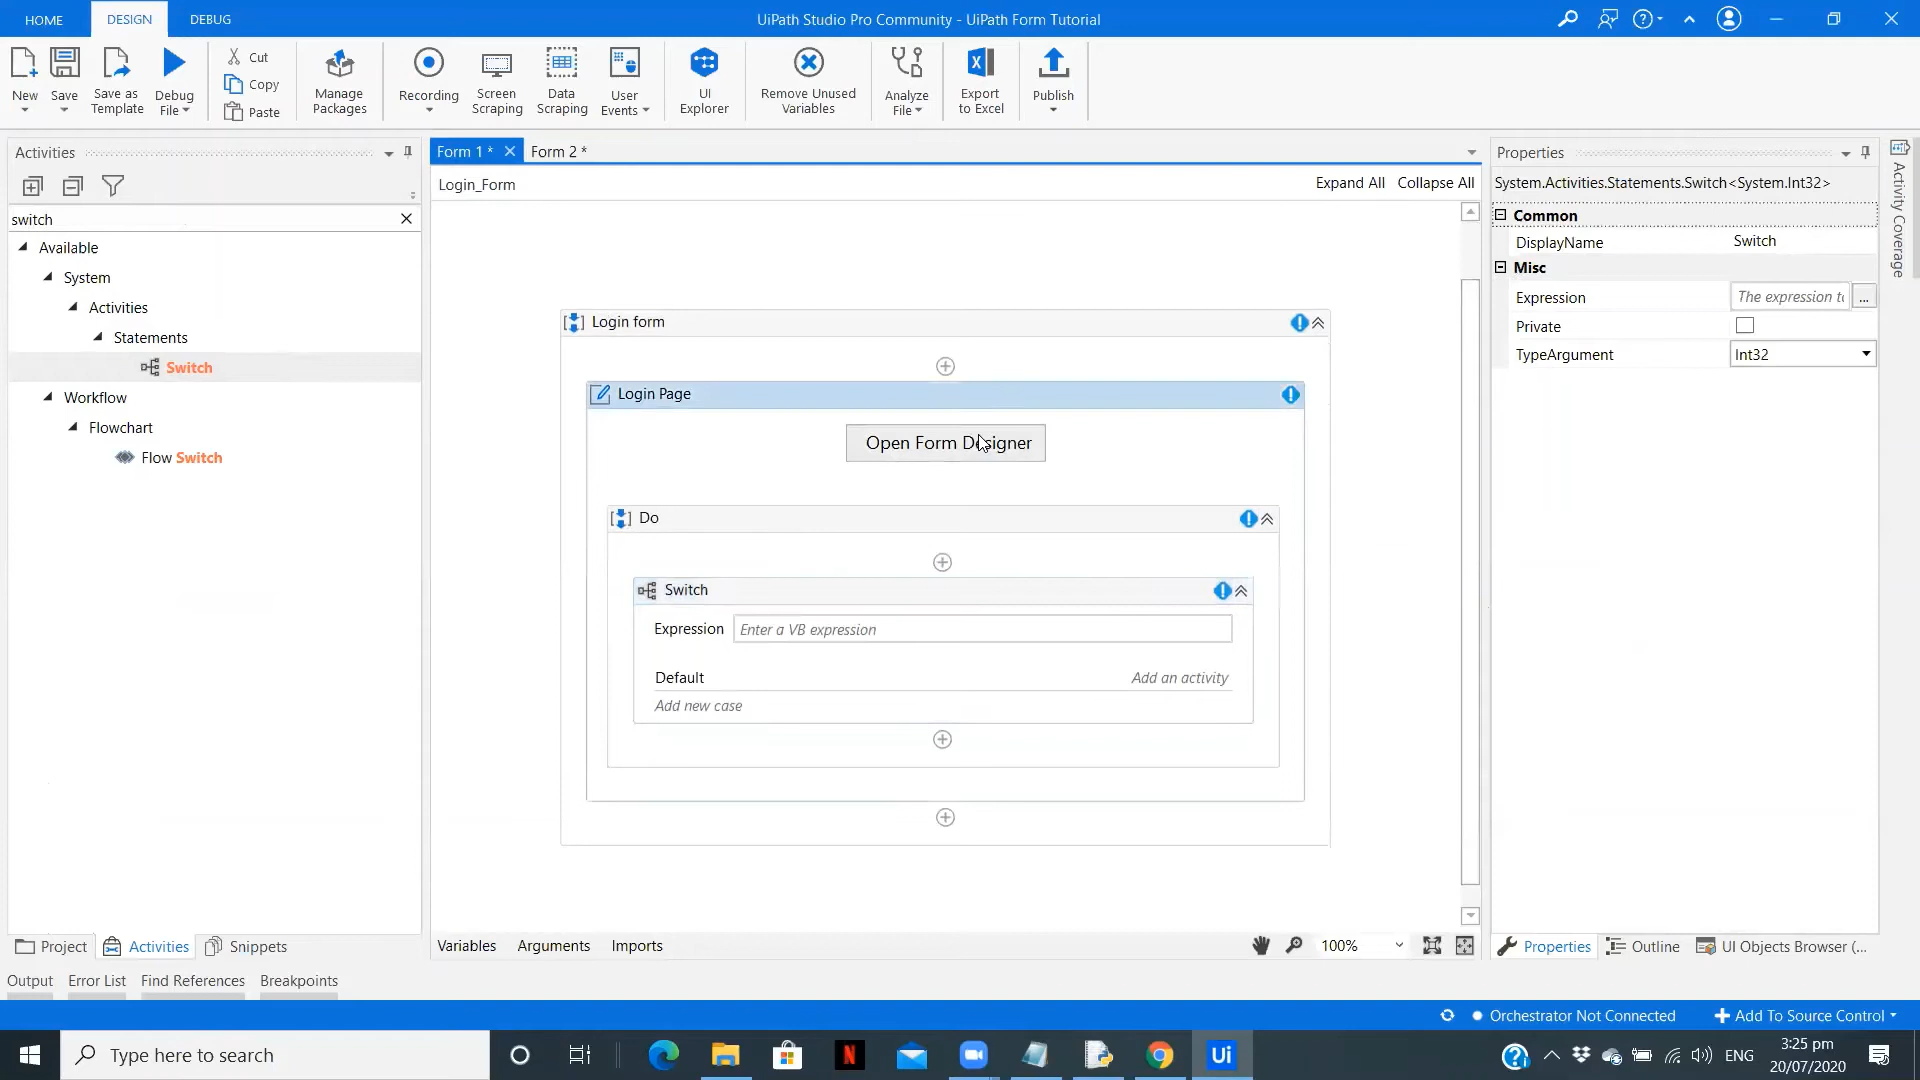 HOME DESIGN DEBUG
UiPath Studio Pro Community - UiPath Form Tutorial
New
Save
Save as Template
Debug File
Cut
Copy
Paste
Manage Packages
Recording
Screen Scraping
Data Scraping
User Events
UI Explorer
Remove Unused Variables
Analyze File
Export to Excel
Publish
Activities
switch
Available
System
Activities
Statements
Switch
Workflow
Flowchart
Flow Switch
Project
Activities
Snippets
Form 1 *
Form 2 *
Login_Form
Expand All
Collapse All
Login form
Login Page
Open Form Designer
Do
Switch
Expression
Enter a VB expression
Default
Add an activity
Add new case
Variables
Arguments
Imports
100%
Properties
System.Activities.Statements.Switch<System.Int32>
Common
DisplayName Switch
Misc
Expression The expression t ...
Private
TypeArgument Int32
Activity Coverage
Properties
Outline
UI Objects Browser (...
Output
Error List
Find References
Breakpoints
Orchestrator Not Connected
Add To Source Control
Type here to search
N
Ui
ENG
3:25 pm
20/07/2020